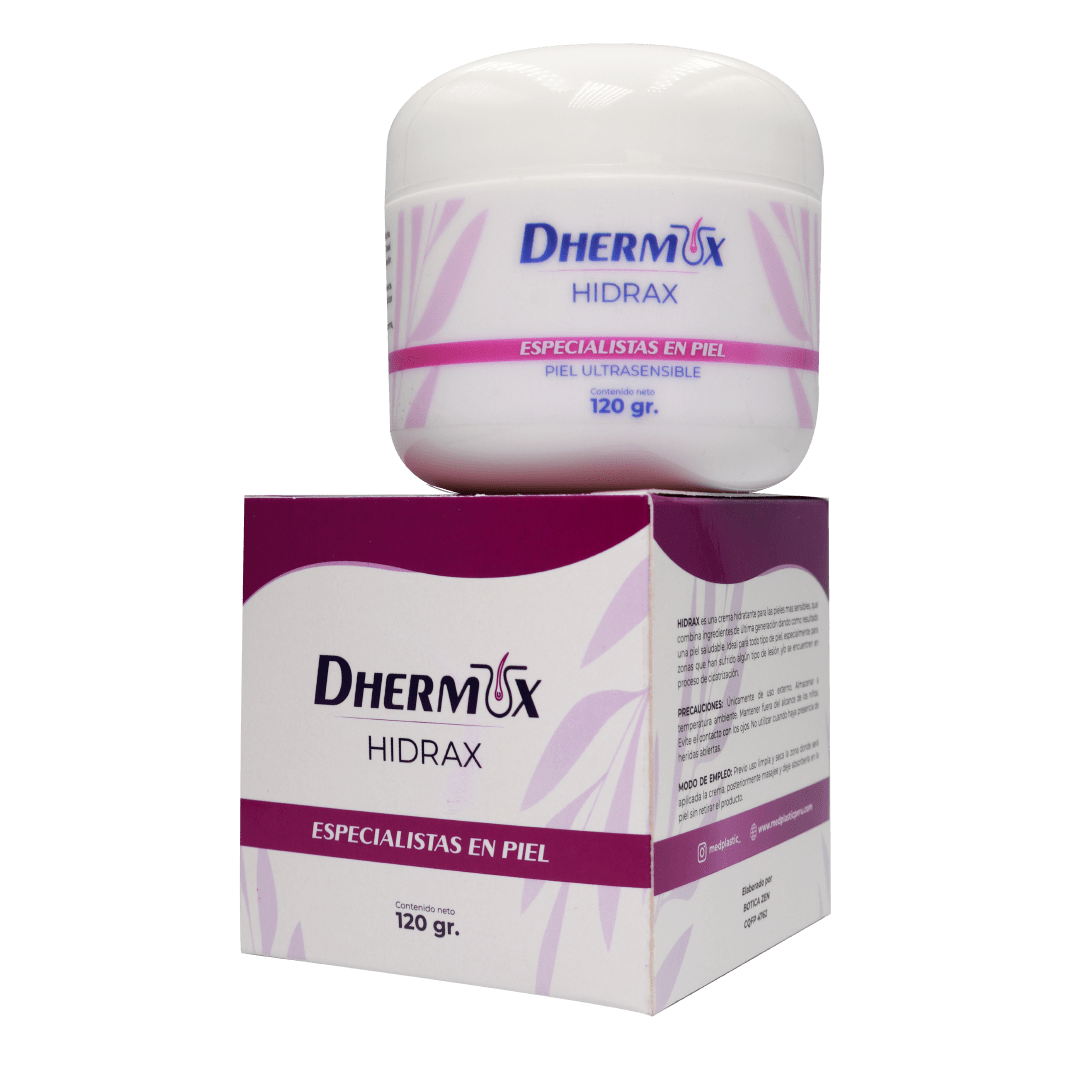 DHERMUX
HIDRAX
ESPECIALISTAS EN PIEL
PIEL ULTRASENSIBLE
Contenido neto
120 gr.
DHERMUX
HIDRAX
ESPECIALISTAS EN PIEL
Contenido neto
120 gr.
HIDRAX es una crema hidratante para las pieles mas sensibles, que
combina ingredientes de última generación dando como resultado
una piel saludable. Ideal para todo tipo de piel, especialmente para
zonas que han sufrido algún tipo de lesión y/o se encuentren en
proceso de cicatrización.
PRECAUCIONES: Únicamente de uso externo. Almacenar a
temperatura ambiente. Mantener fuera del alcance de los niños.
Evite el contacto con los ojos. No utilizar cuando haya presencia de
heridas abiertas.
MODO DE EMPLEO: Previo uso limpia y seca la zona donde será
aplicada la crema, posteriormente masajee y deje absorberla en la
piel sin retirar el producto.
medplastic_ www.medplasticperu.com
Elaborado por
BOTICA ZEN
CQFP 4762